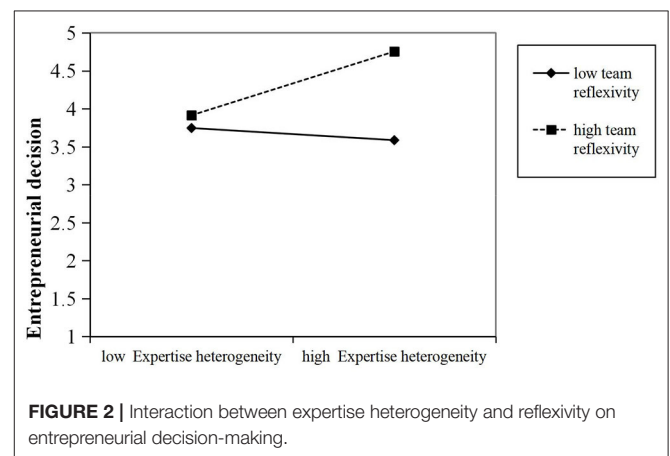 5
4.5
4
3.5
3
2.5
2
1.5
1
Entrepreneurial decision
low Expertise heterogeneity
high Expertise heterogeneity
low team
reflexivity
high team
reflexivity
FIGURE 2 | Interaction between expertise heterogeneity and reflexivity on
entrepreneurial decision-making.